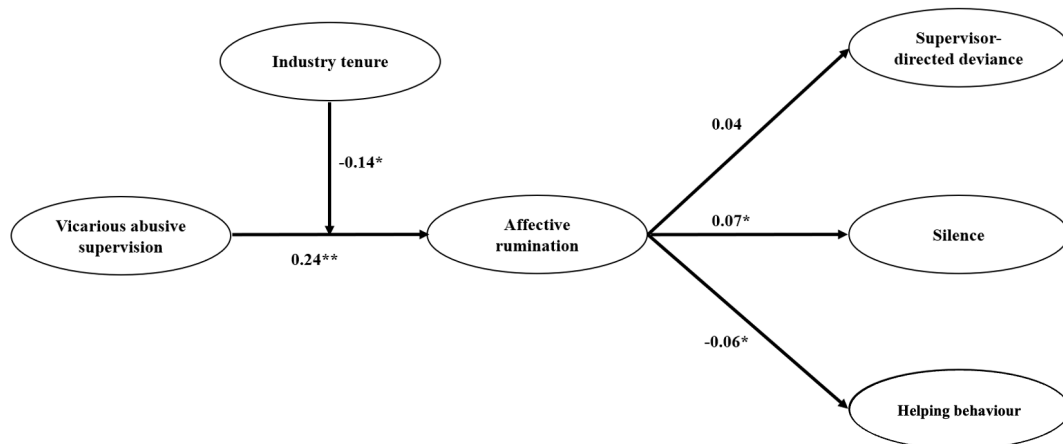 Supervisor-
directed deviance
Industry tenure
0.04
-0.14*
Vicarious abusive
supervision
Affective
rumination
0.07*
Silence
0.24**
-0.06*
Helping behaviour